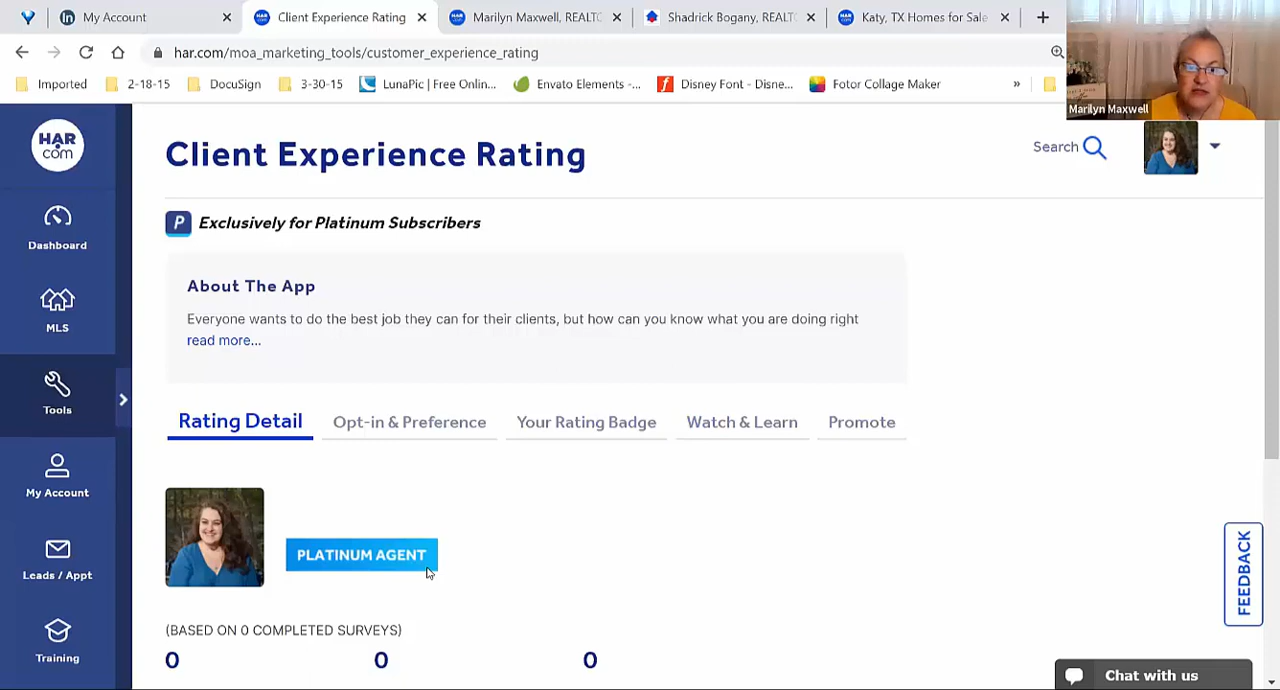 My Account
Client Experience Rating
Marilyn Maxwell, REALT
Shadrick Bogany, REALT
Katy, TX Homes for Sale
har.com/moa_marketing_tools/customer_experience_rating
Imported
2-18-15
DocuSign
3-30-15
LunaPic | Free Onlin...
Envato Elements -...
Disney Font - Disne...
Fotor Collage Maker
»
Marilyn Maxwell
HAR
com
Client Experience Rating
Search
P
Exclusively for Platinum Subscribers
Dashboard
About The App
Everyone wants to do the best job they can for their clients, but how can you know what you are doing right
read more...
MLS
Tools
Rating Detail
Opt-in & Preference
Your Rating Badge
Watch & Learn
Promote
My Account
PLATINUM AGENT
FEEDBACK
Leads / Appt
(BASED ON 0 COMPLETED SURVEYS)
0
0
0
Training
Chat with us